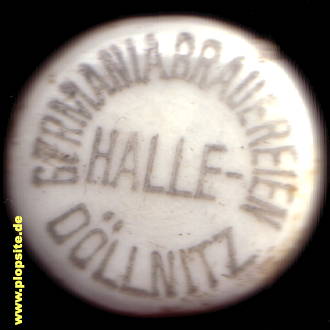 GERMANIABRAUEREIEN
HALLE-
DÖLLNITZ
www.plopsite.de